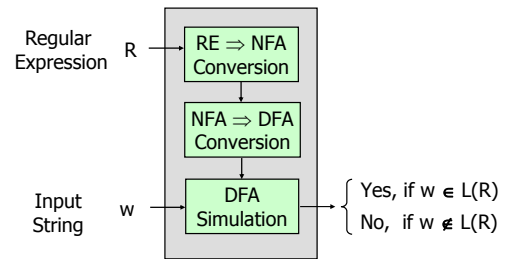 Regular
Expression
R
RE ⇒ NFA
Conversion
NFA ⇒ DFA
Conversion
Input
String
w
DFA
Simulation
Yes, if w ∈ L(R)
No, if w ∉ L(R)